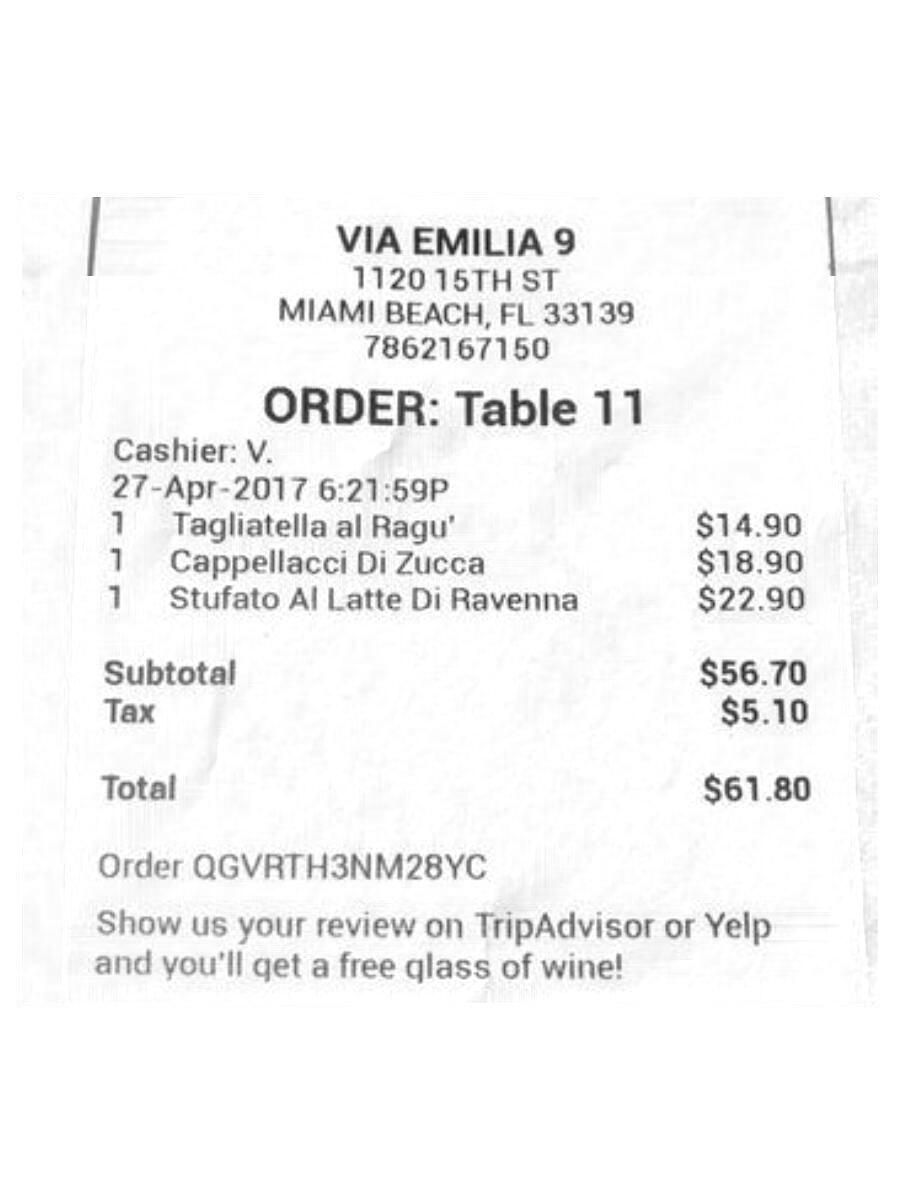 VIA EMILIA 9
1120 15TH ST
MIAMI BEACH, FL 33139
7862167150
ORDER: Table 11
Cashier: V.
27-Apr-2017 6:21:59P
1 Tagliatella al Ragu' $14.90
1 Cappellacci Di Zucca $18.90
1 Stufato Al Latte Di Ravenna $22.90
Subtotal $56.70
Tax $5.10
Total $61.80
Order QGVRTH3NM28YC
Show us your review on TripAdvisor or Yelp
and you'll get a free glass of wine!